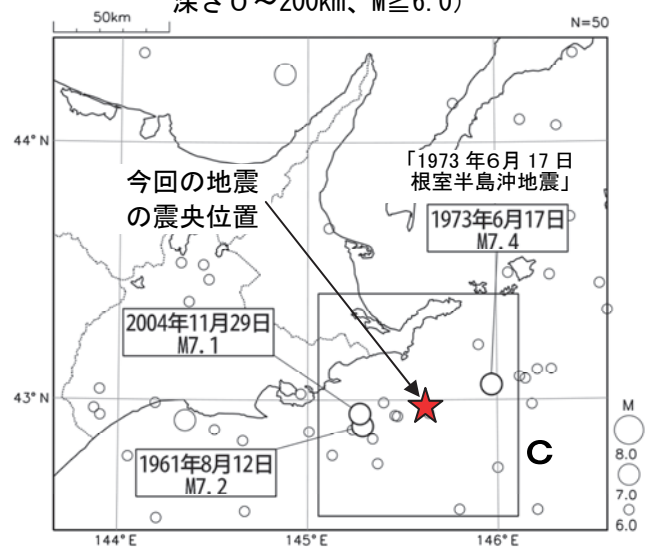 深さ0～200km、M≧6.0）
50km
N=50
44°N
「1973年6月17日
根室半島沖地震」
今回の地震
の震央位置
1973年6月17日
M7.4
2004年11月29日
M7.1
43°N
1961年8月12日
M7.2
C
M
8.0
7.0
6.0
144°E
145°E
146°E